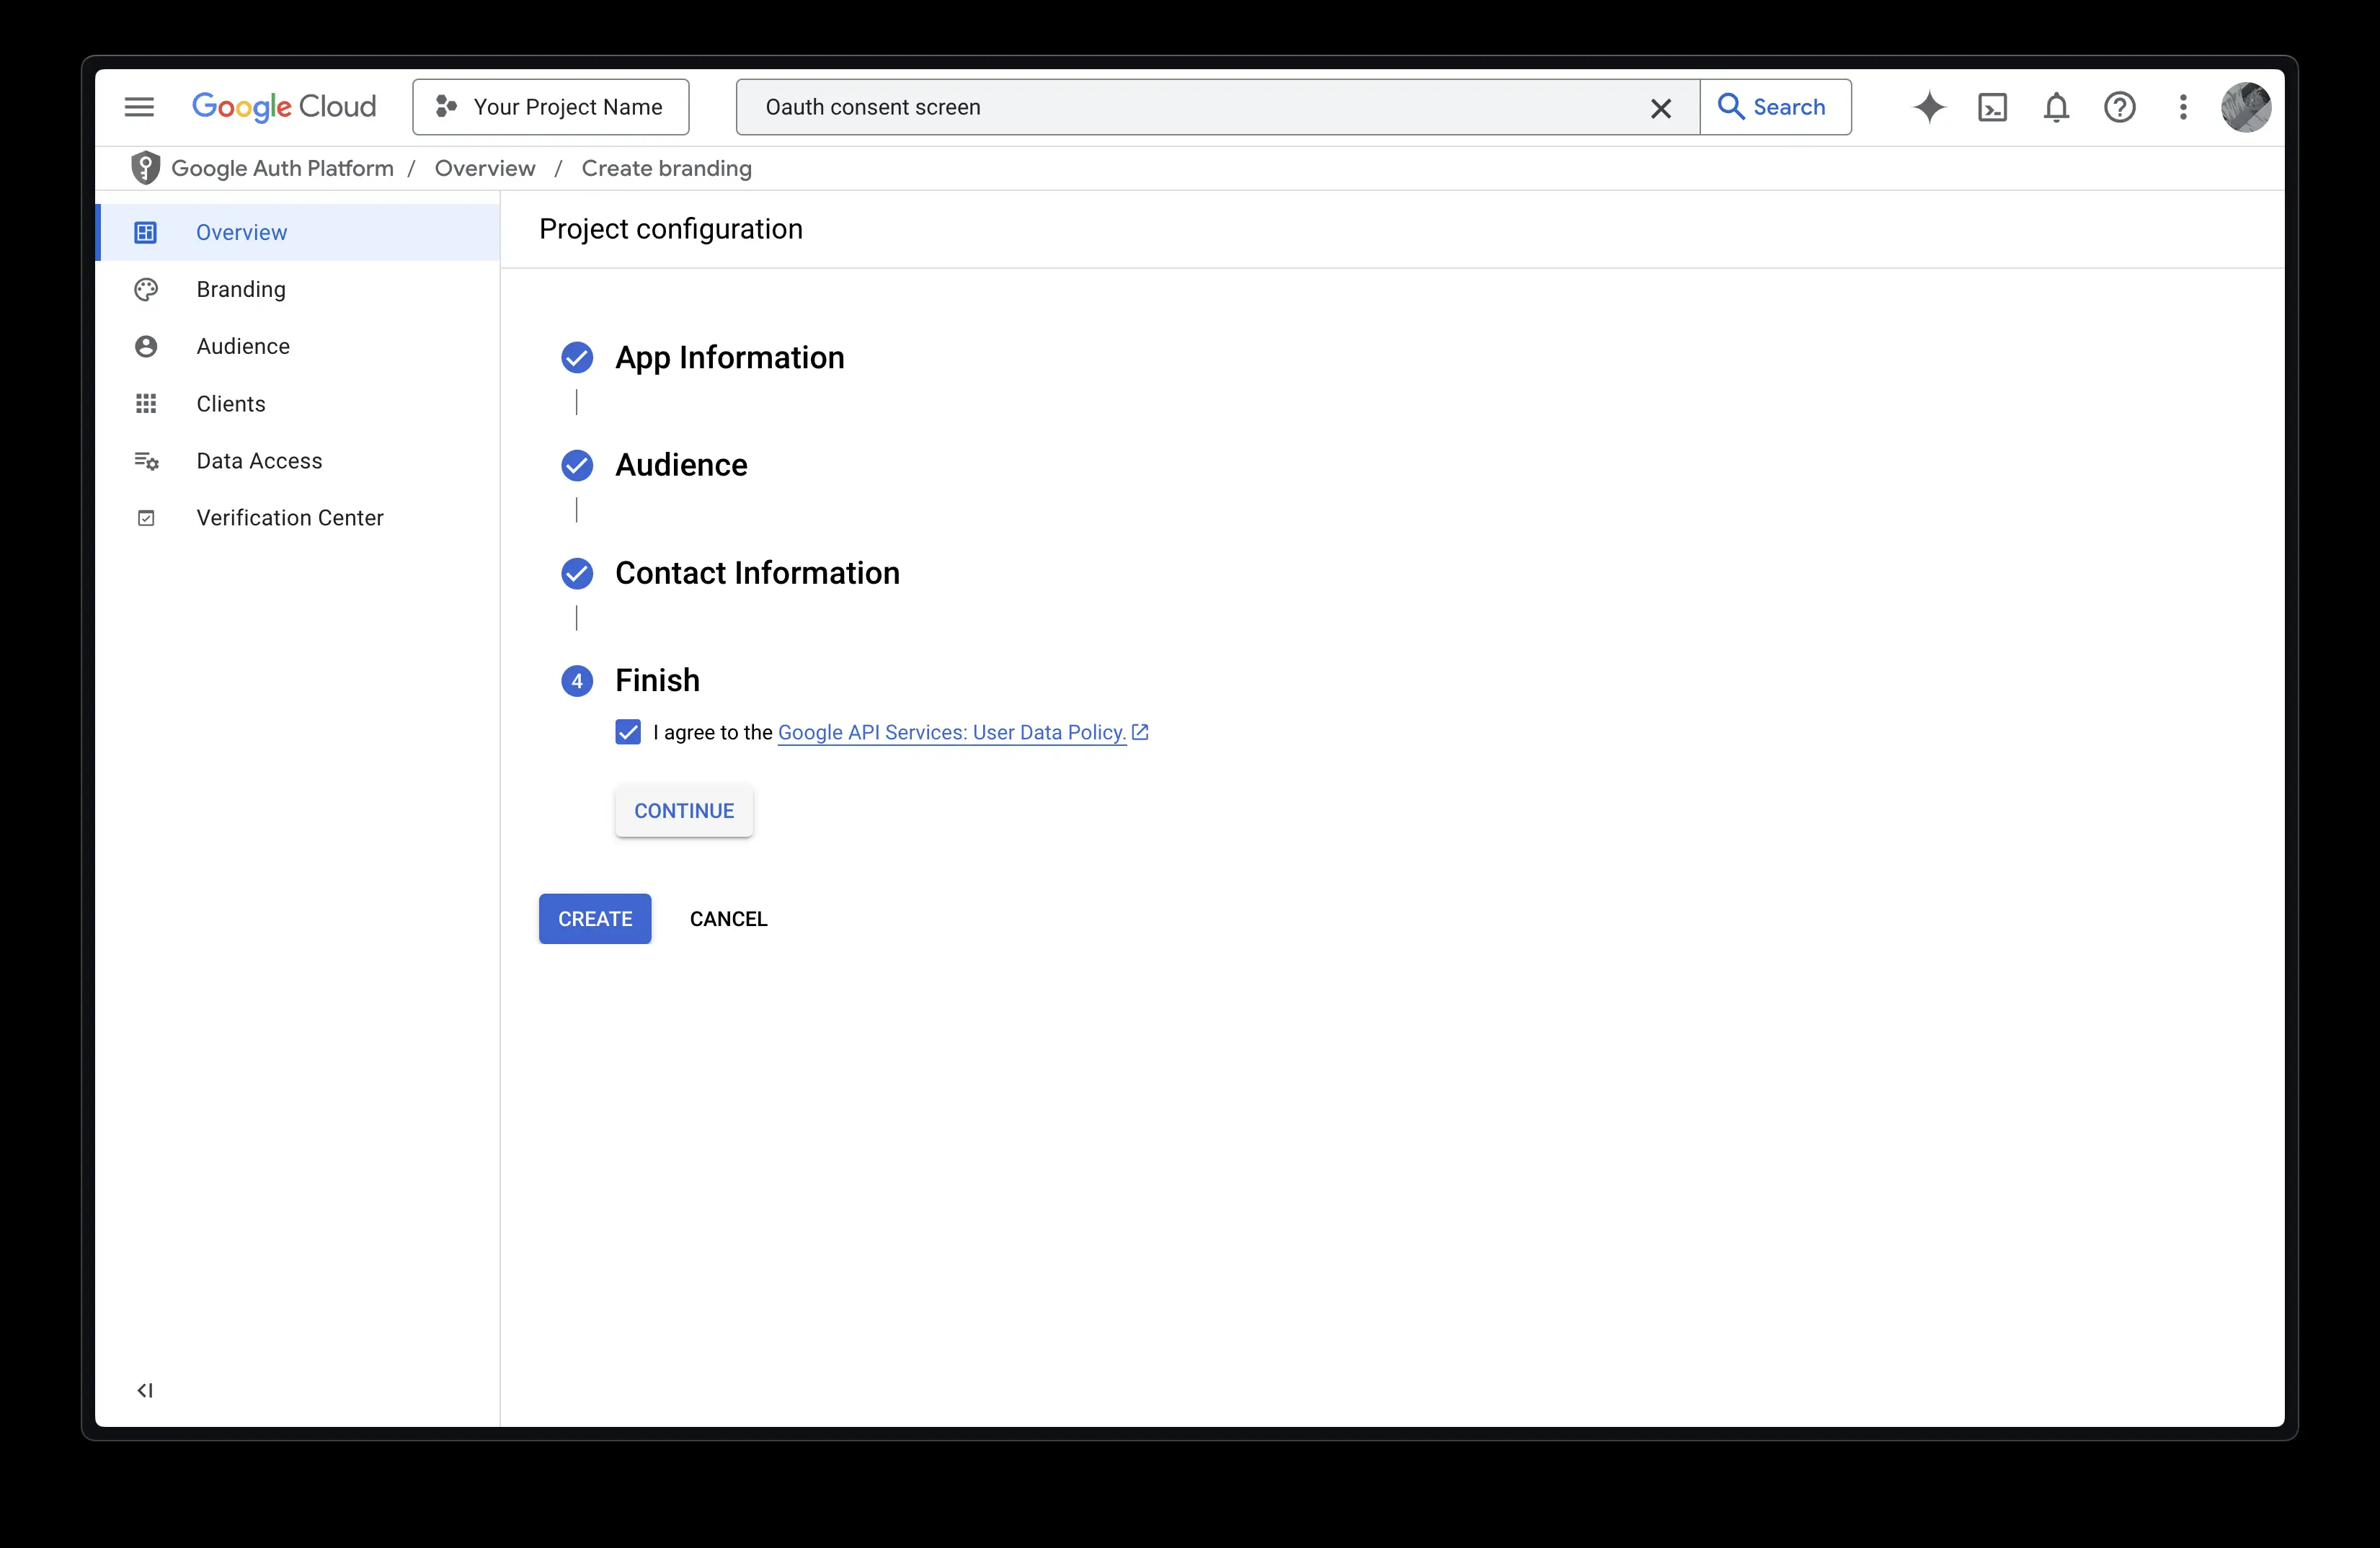 Google Cloud
Your Project Name
Oauth consent screen
Search
Google Auth Platform / Overview / Create branding
Overview
Branding
Audience
Clients
Data Access
Verification Center
Project configuration
App Information
Audience
Contact Information
4 Finish
I agree to the Google API Services: User Data Policy.
CONTINUE
CREATE CANCEL